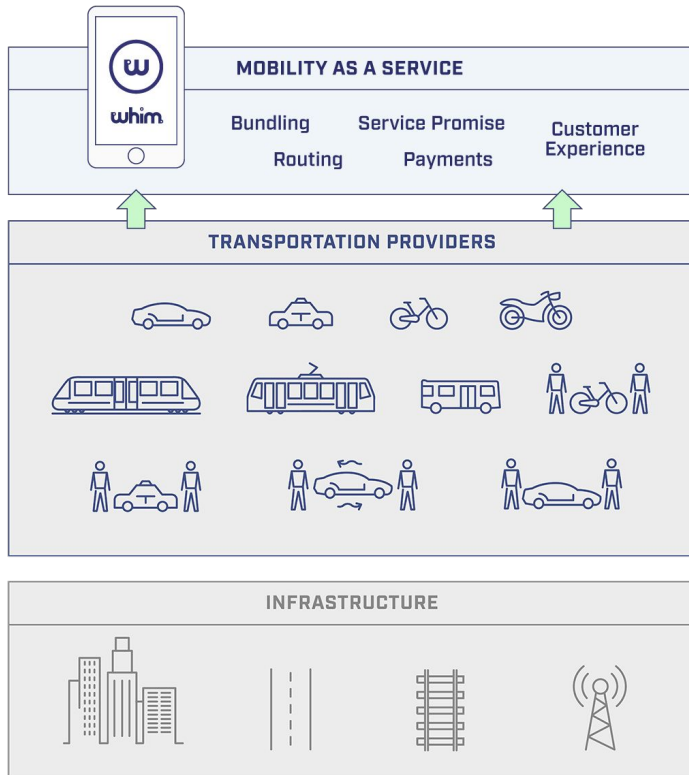 MOBILITY AS A SERVICE
whim
Bundling
Service Promise
Customer
Experience
Routing
Payments
TRANSPORTATION PROVIDERS
T
T
INFRASTRUCTURE